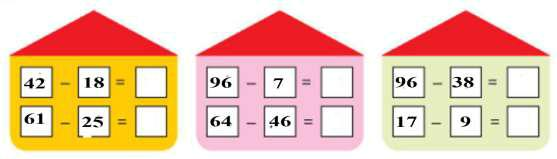 42 – 18 =
61 – 25 =
96 – 7 =
64 – 46 =
96 – 38 =
17 – 9 =